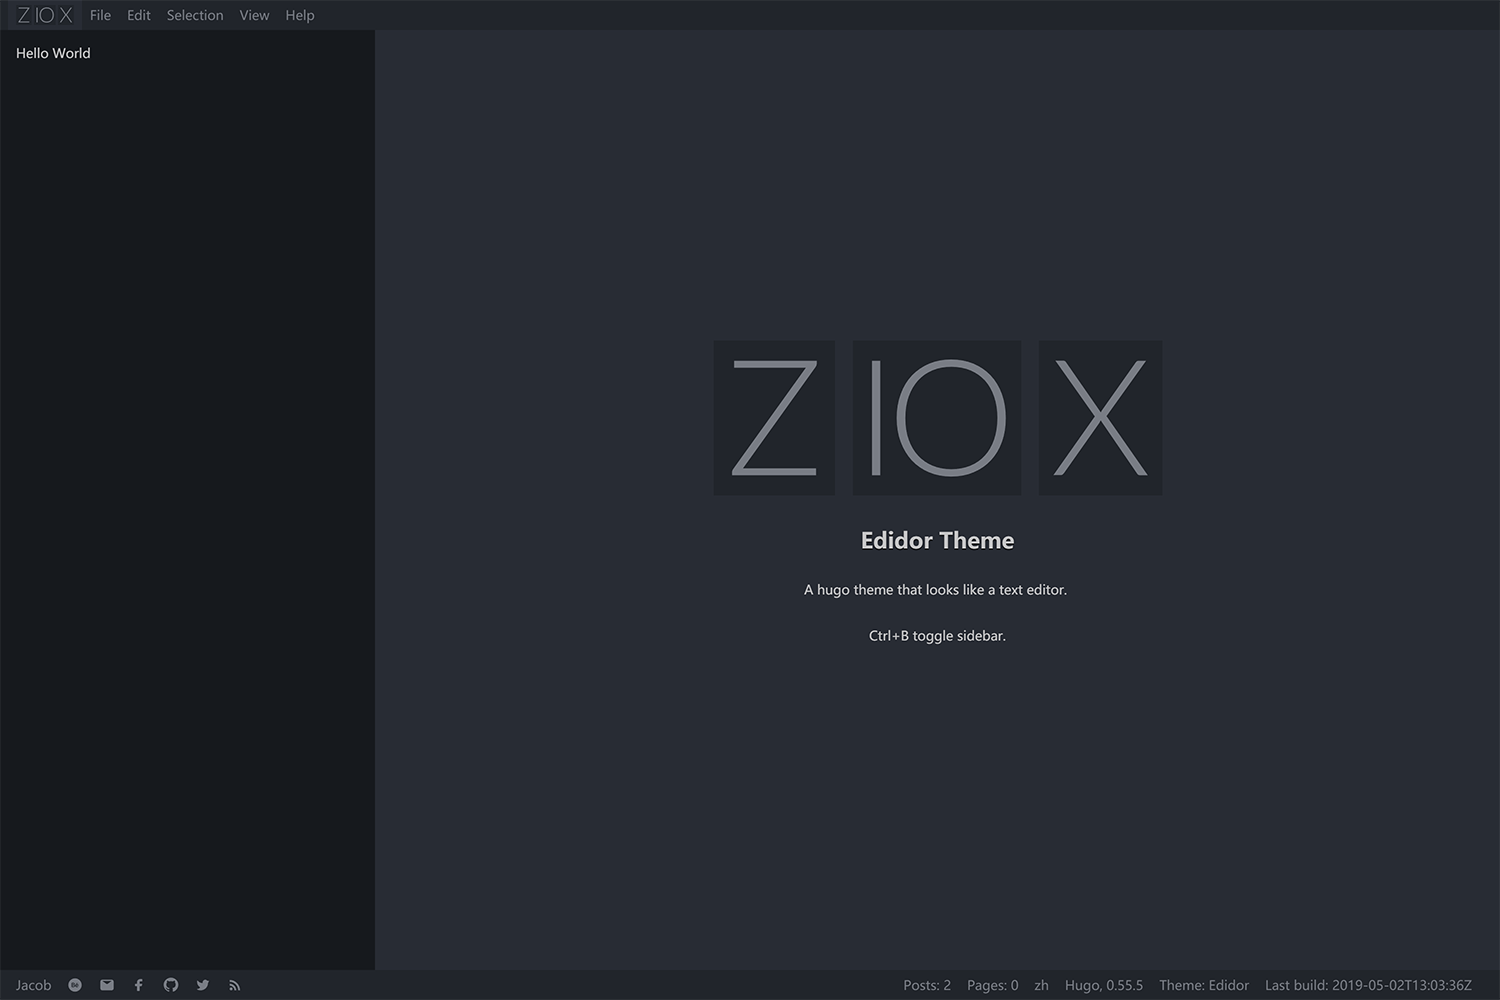 ZIOX File Edit Selection View Help
Hello World
ZIOX
Edidor Theme
A hugo theme that looks like a text editor.
Ctrl+B toggle sidebar.
Jacob Bē Posts: 2 Pages: 0 zh Hugo, 0.55.5 Theme: Edidor Last build: 2019-05-02T13:03:36Z